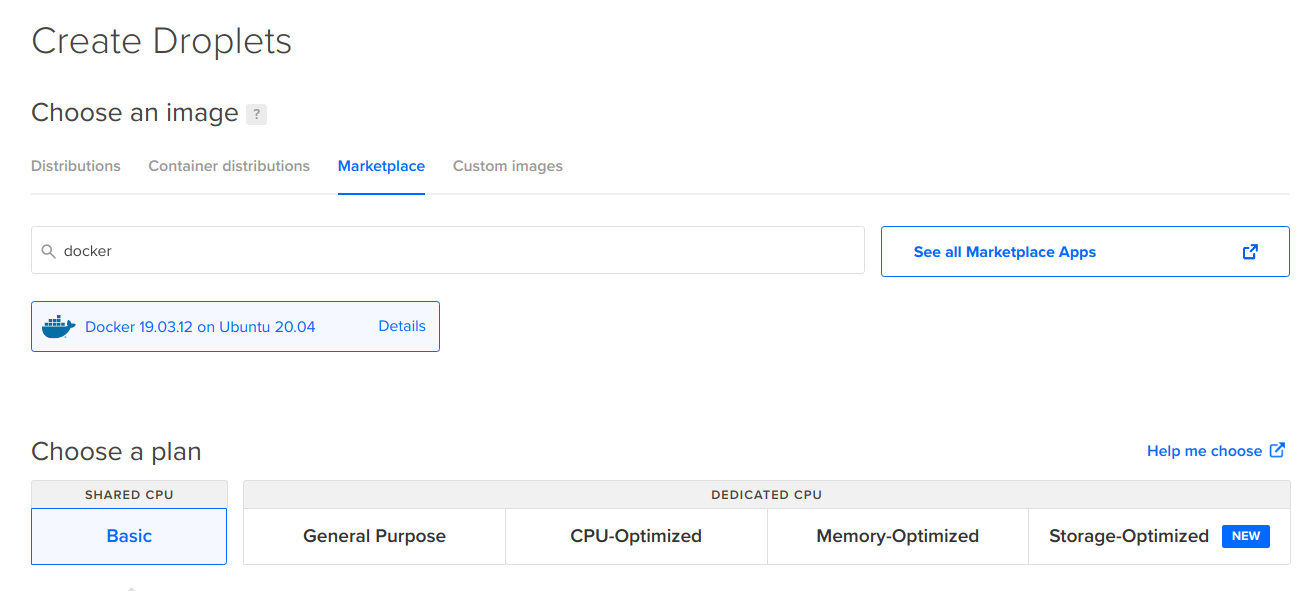 Create Droplets
Choose an image ?
Distributions Container distributions Marketplace Custom images
docker See all Marketplace Apps
Docker 19.03.12 on Ubuntu 20.04 Details
Choose a plan Help me choose
SHARED CPU DEDICATED CPU
Basic General Purpose CPU-Optimized Memory-Optimized Storage-Optimized NEW